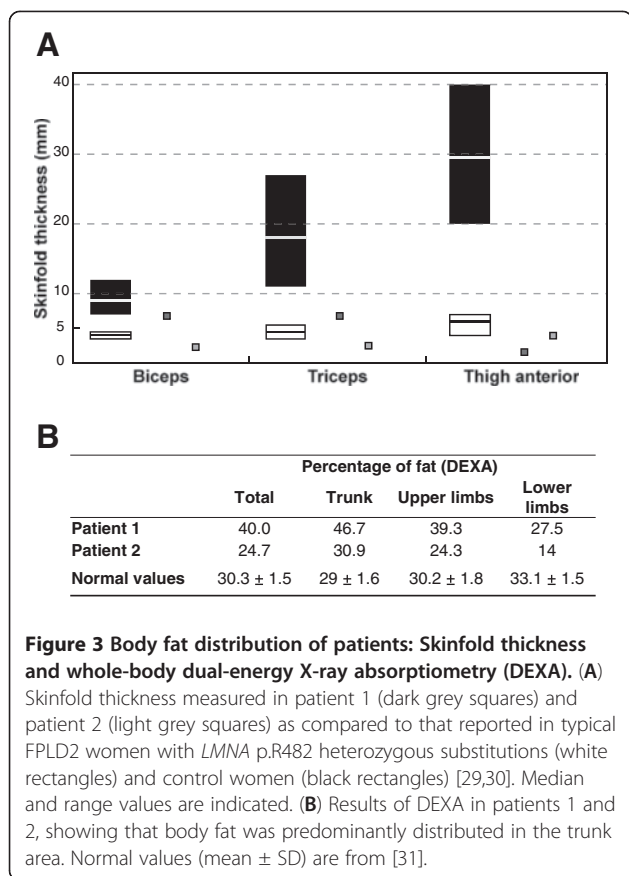 A
Skinfold thickness (mm)
40
30
20
10
5
0
Biceps Triceps Thigh anterior
B
Percentage of fat (DEXA)
Total Trunk Upper limbs Lower limbs
Patient 1 40.0 46.7 39.3 27.5
Patient 2 24.7 30.9 24.3 14
Normal values 30.3 ± 1.5 29 ± 1.6 30.2 ± 1.8 33.1 ± 1.5
Figure 3 Body fat distribution of patients: Skinfold thickness
and whole-body dual-energy X-ray absorptiometry (DEXA). (A)
Skinfold thickness measured in patient 1 (dark grey squares) and
patient 2 (light grey squares) as compared to that reported in typical
FPLD2 women with LMNA p.R482 heterozygous substitutions (white
rectangles) and control women (black rectangles) [29,30]. Median
and range values are indicated. (B) Results of DEXA in patients 1 and
2, showing that body fat was predominantly distributed in the trunk
area. Normal values (mean ± SD) are from [31].